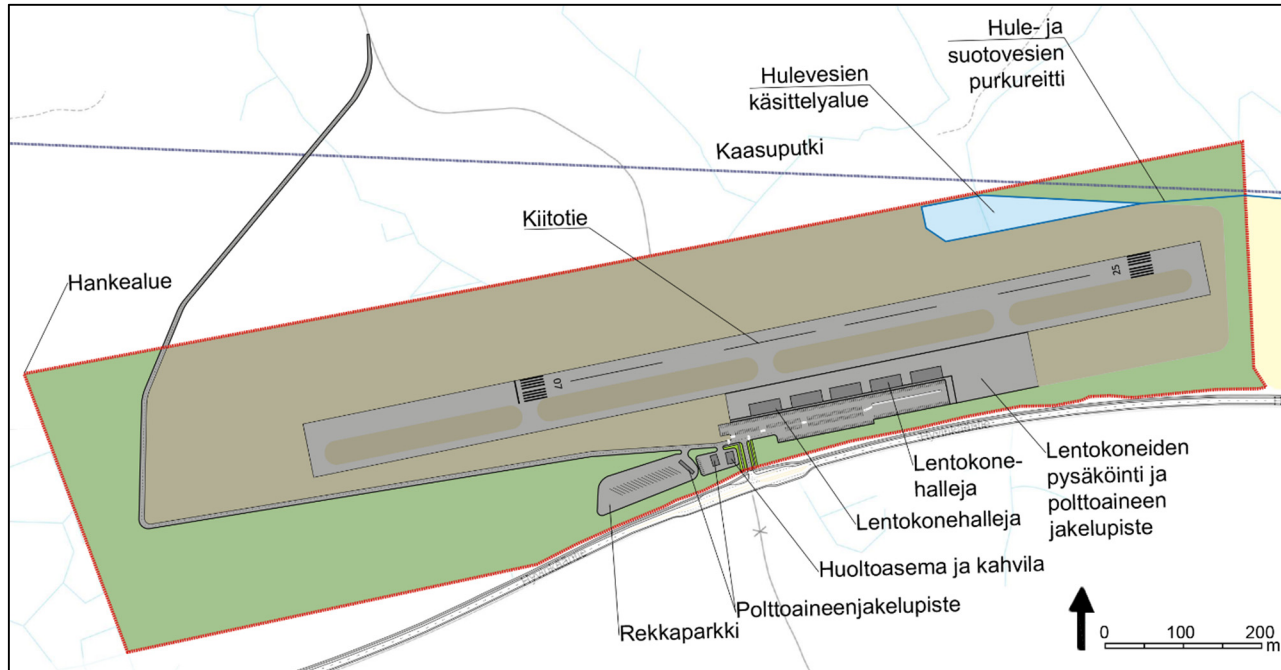 Hule- ja
suotovesien
purkureitti
Hulevesien
käsittelyalue
Kaasuputki
Kiitotie
Hankealue
25
07
Lentokone-
halleja
Lentokonehalleja
Lentokoneiden
pysäköinti ja
polttoaineen
jakelupiste
Huoltoasema ja kahvila
Polttoaineenjakelupiste
Rekkaparkki
0 100 200
m